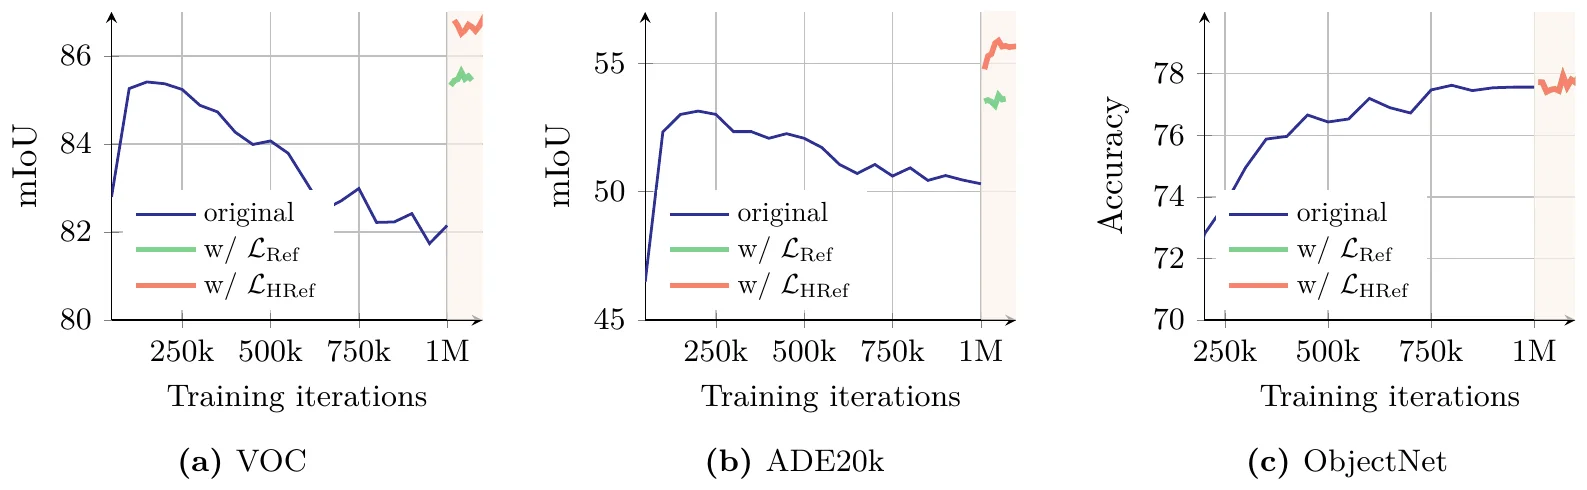 mIoU
86
84
82
80
250k 500k 750k 1M
Training iterations
original
w/ ℒRef
w/ ℒHRef
(a) VOC
mIoU
55
50
45
250k 500k 750k 1M
Training iterations
original
w/ ℒRef
w/ ℒHRef
(b) ADE20k
Accuracy
78
76
74
72
70
250k 500k 750k 1M
Training iterations
original
w/ ℒRef
w/ ℒHRef
(c) ObjectNet